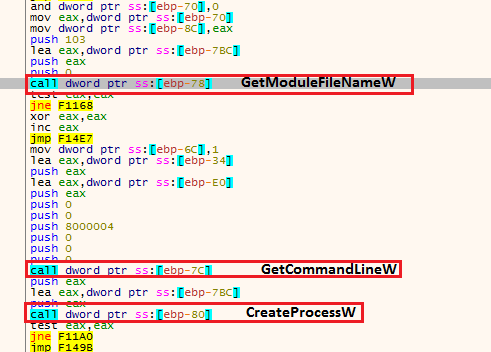 and dword ptr ss:[ebp-70],0
mov eax,dword ptr ss:[ebp-70]
mov dword ptr ss:[ebp-8C],eax
push 103
lea eax,dword ptr ss:[ebp-7BC]
push eax
push 0
call dword ptr ss:[ebp-78] GetModuleFileNameW
test eax,eax
jne F1168
xor eax,eax
inc eax
jmp F14E7
mov dword ptr ss:[ebp-6C],1
lea eax,dword ptr ss:[ebp-34]
push eax
lea eax,dword ptr ss:[ebp-E0]
push eax
push 0
push 0
push 8000004
push 0
push 0
push 0
call dword ptr ss:[ebp-7C] GetCommandLineW
push eax
lea eax,dword ptr ss:[ebp-7BC]
push eax
call dword ptr ss:[ebp-80] CreateProcessW
test eax,eax
jne F11A0
jmp F149B